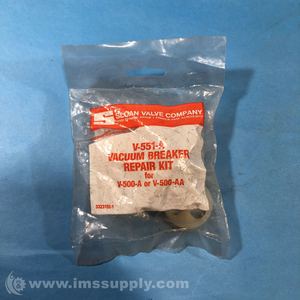 SLOAN VALVE COMPANY
V-551-A
VACUUM BREAKER
REPAIR KIT
for
V-500-A or V-500-AA
© www.imssupply.com